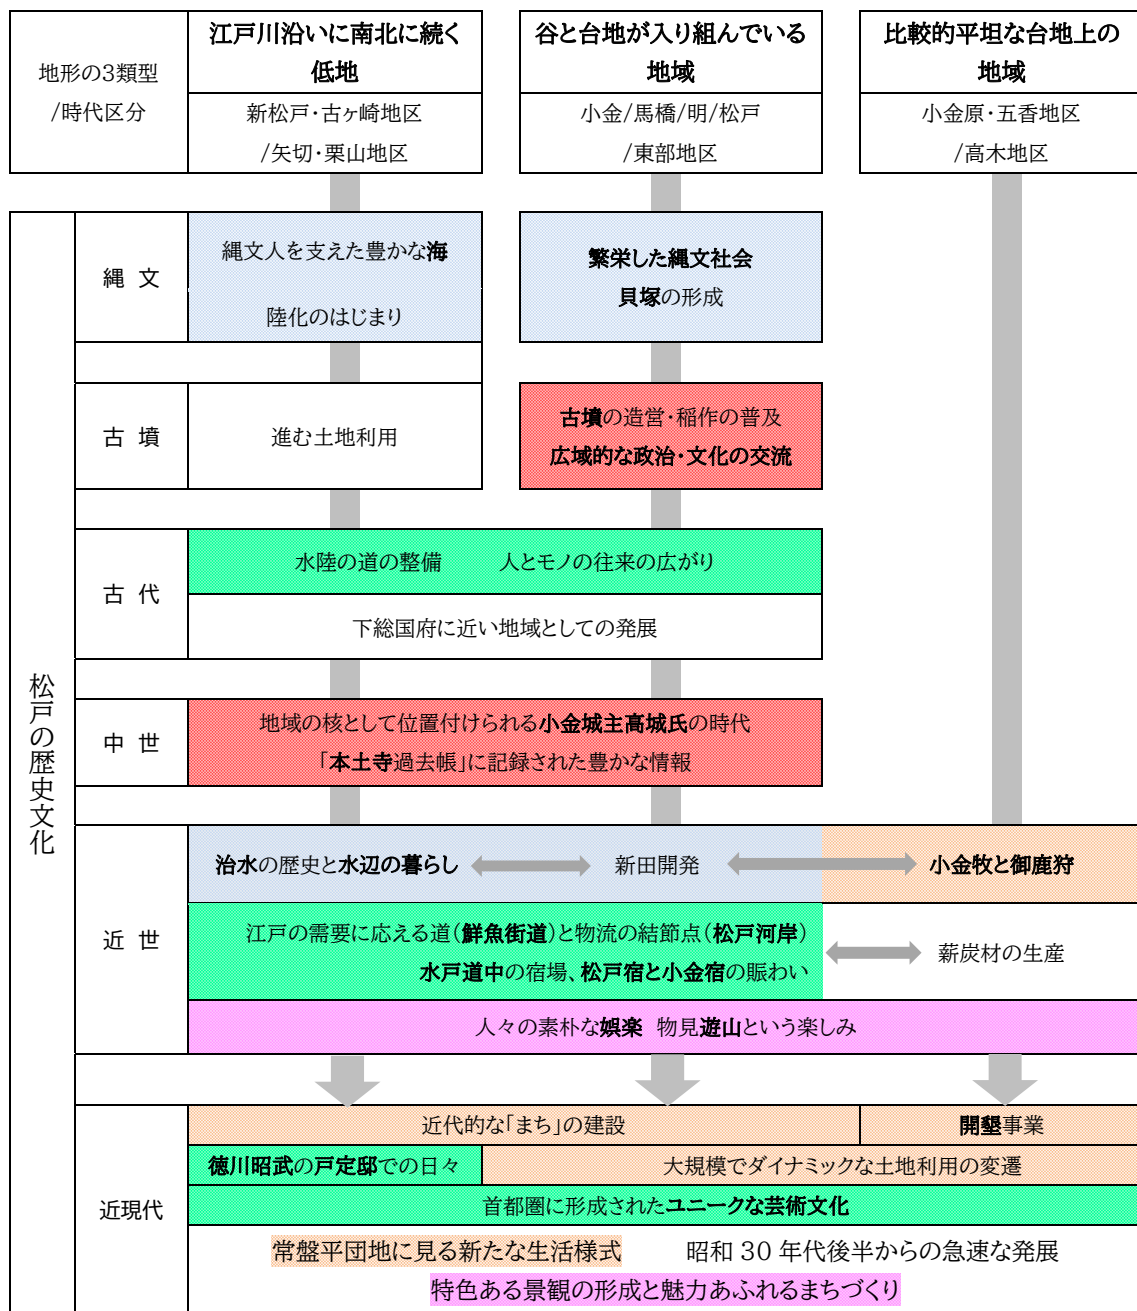 地形の3類型
/時代区分
江戸川沿いに南北に続く
低地
新松戸・古ヶ崎地区
/矢切・栗山地区
谷と台地が入り組んでいる
地域
小金/馬橋/明/松戸
/東部地区
比較的平坦な台地上の
地域
小金原・五香地区
/高木地区
松戸の歴史文化
縄 文
縄文人を支えた豊かな海
陸化のはじまり
繁栄した縄文社会
貝塚の形成
古 墳
進む土地利用
古墳の造営・稲作の普及
広域的な政治・文化の交流
古 代
水陸の道の整備 人とモノの往来の広がり
下総国府に近い地域としての発展
中 世
地域の核として位置付けられる小金城主高城氏の時代
「本土寺過去帳」に記録された豊かな情報
近 世
治水の歴史と水辺の暮らし
新田開発
小金牧と御鹿狩
江戸の需要に応える道(鮮魚街道)と物流の結節点(松戸河岸)
水戸道中の宿場、松戸宿と小金宿の賑わい
薪炭材の生産
人々の素朴な娯楽 物見遊山という楽しみ
近現代
近代的な「まち」の建設
開墾事業
徳川昭武の戸定邸での日々
大規模でダイナミックな土地利用の変遷
首都圏に形成されたユニークな芸術文化
常盤平団地に見る新たな生活様式
昭和 30 年代後半からの急速な発展
特色ある景観の形成と魅力あふれるまちづくり